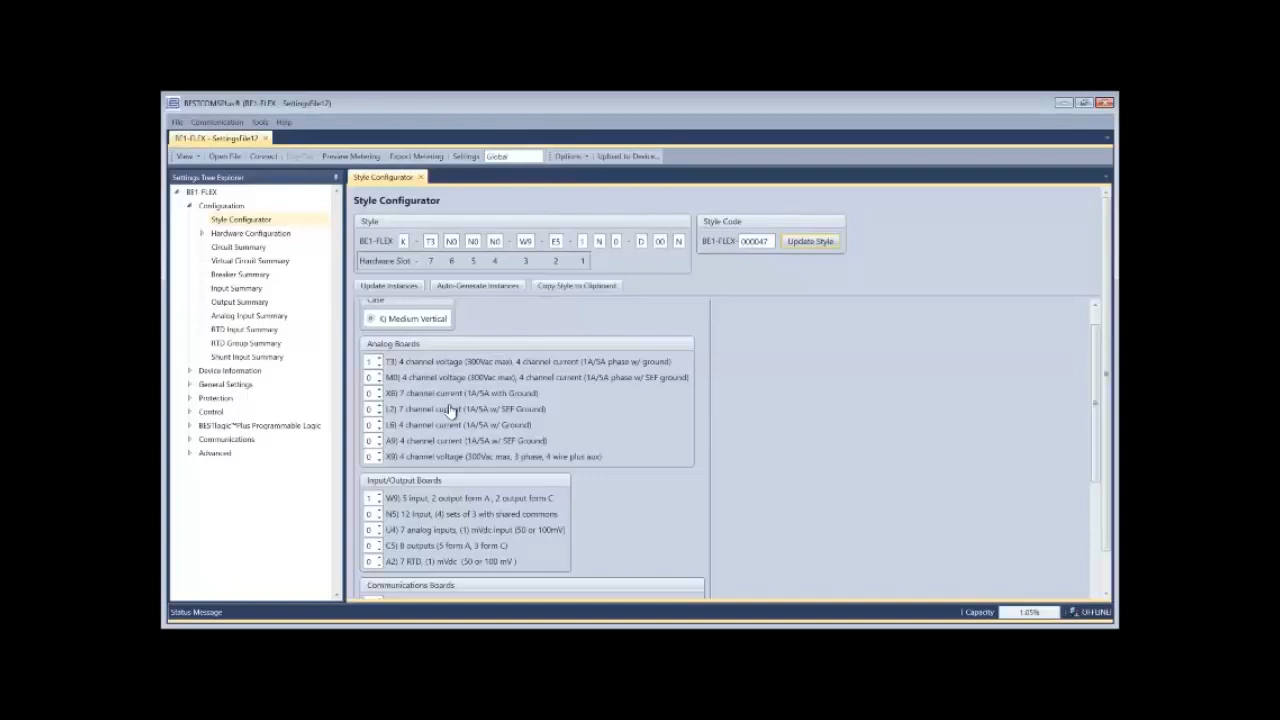 BESTCOMSPlus® (BE1-FLEX - SettingsFile12)
File Communication Tools Help
BE1-FLEX - SettingsFile12 ×
View Open File Connect Preview Metering Export Metering Settings Global Options Upload to Device...
Settings Tree Explorer
BE1-FLEX
Configuration
Style Configurator
Hardware Configuration
Circuit Summary
Virtual Circuit Summary
Breaker Summary
Input Summary
Output Summary
Analog Input Summary
RTD Input Summary
RTD Group Summary
Shunt Input Summary
Device Information
General Settings
Protection
Control
BESTlogic™Plus Programmable Logic
Communications
Advanced
Style Configurator ×
Style Configurator
Style
BE1-FLEX: K - T3 N0 N0 N0 - W9 - E5 - 1 N 0 - D 00 N
Hardware Slot - 7 6 5 4 3 2 1
Style Code
BE1-FLEX: 000047 Update Style
Update Instances Auto-Generate Instances Copy Style to Clipboard
Case
K) Medium Vertical
Analog Boards
1 T3) 4 channel voltage (300Vac max), 4 channel current (1A/5A phase w/ ground)
0 M0) 4 channel voltage (300Vac max), 4 channel current (1A/5A phase w/ SEF ground)
0 7 channel current (1A/5A with Ground)
0 L2) 7 channel current (1A/5A w/ SEF Ground)
0 L6) 4 channel current (1A/5A w/ Ground)
0 A9) 4 channel current (1A/5A w/ SEF Ground)
0 X9) 4 channel voltage (300Vac max, 3 phase, 4 wire plus aux)
Input/Output Boards
1 W9) 5 input, 2 output form A , 2 output form C
0 N5) 12 Input, (4) sets of 3 with shared commons
0 U4) 7 analog inputs, (1) mVdc input (50 or 100mV)
0 C5) 8 outputs (5 form A, 3 form C)
0 A2) 7 RTD, (1) mVdc (50 or 100 mV )
Communications Boards
Status Message
Capacity 1.05% OFFLINE